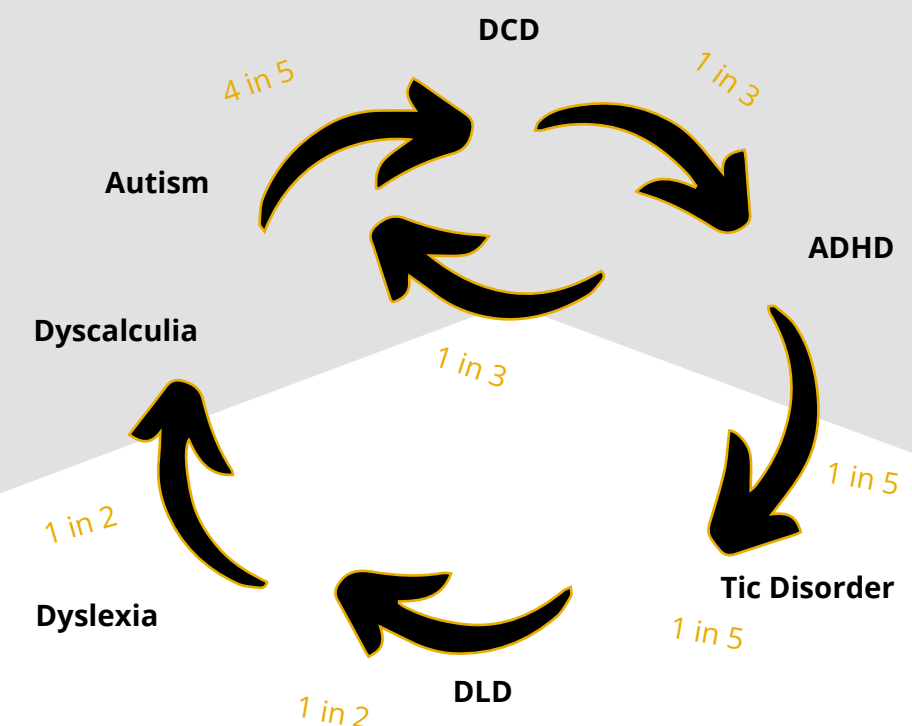 DCD
4 in 5
1 in 3
Autism
ADHD
Dyscalculia
1 in 3
1 in 5
1 in 2
Tic Disorder
Dyslexia
1 in 5
DLD
1 in 2